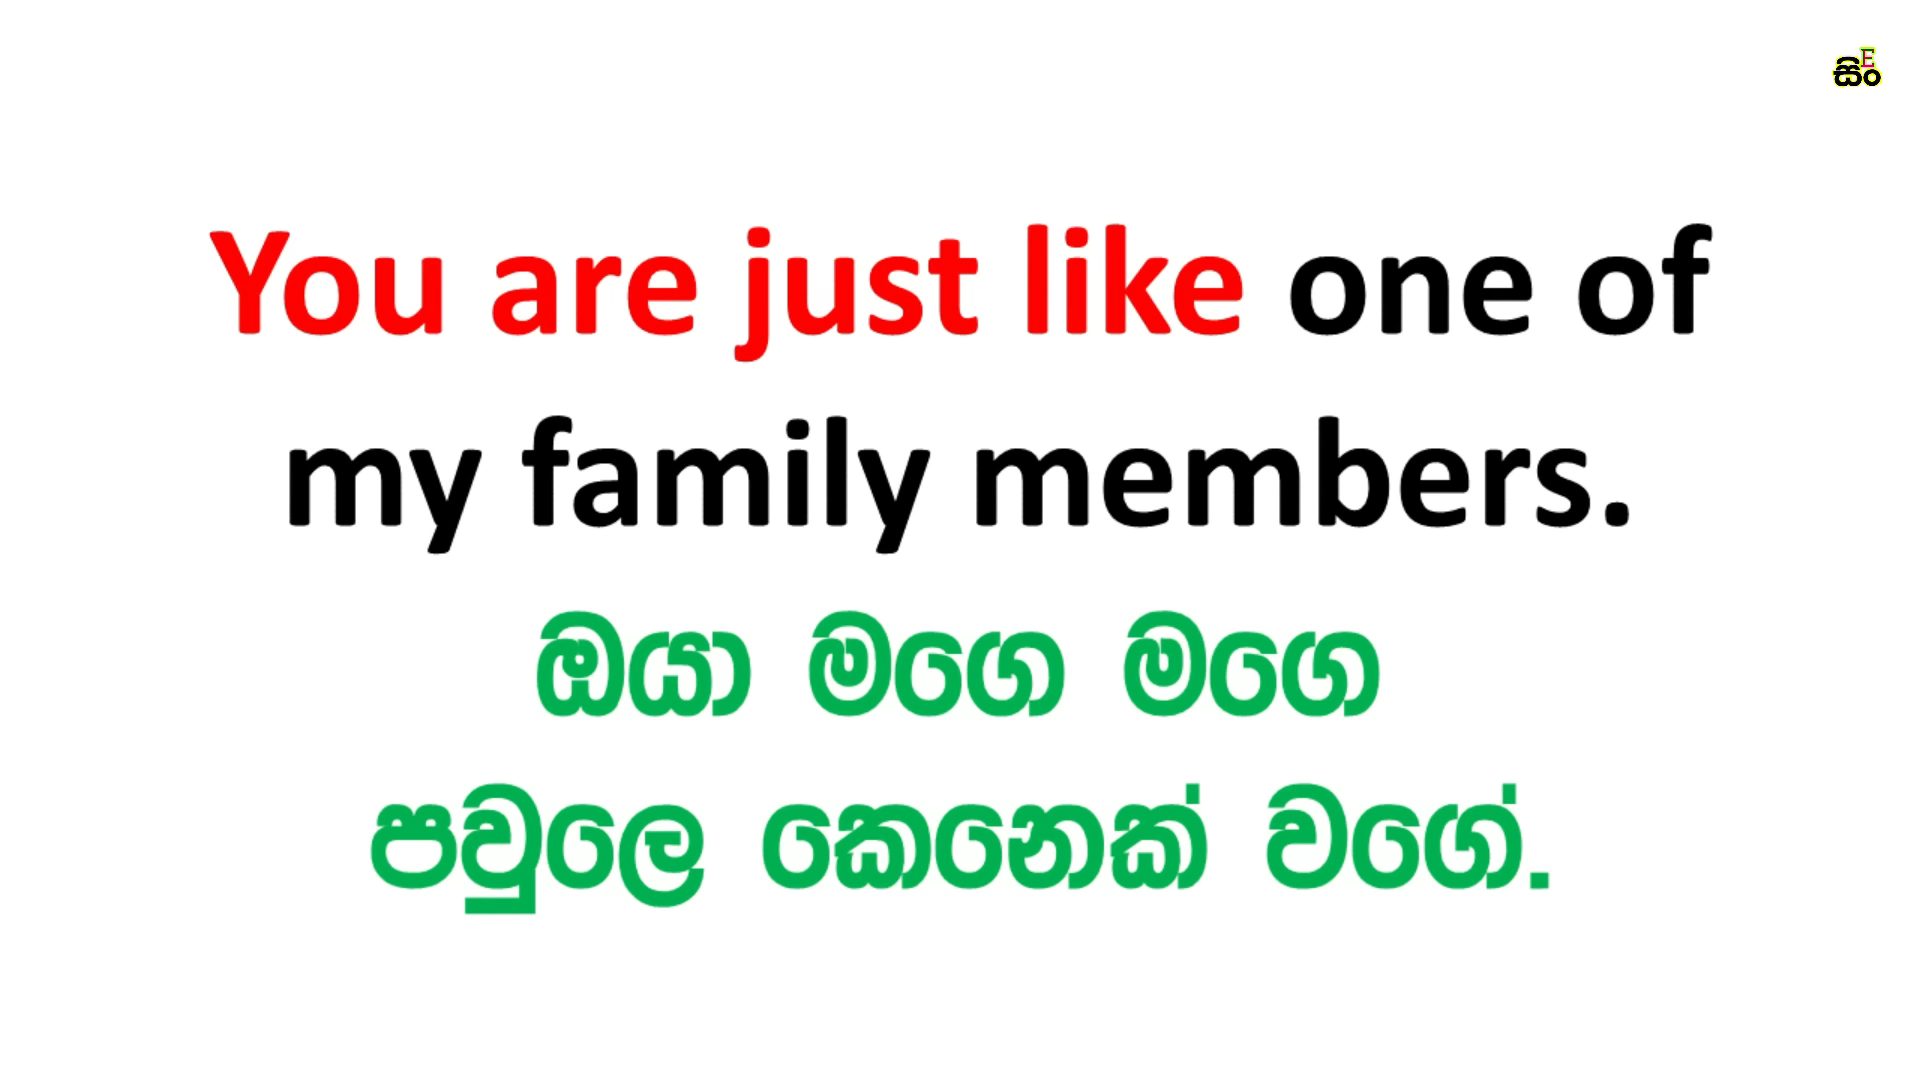 සිං
E
You are just like one of
my family members.
ඔයා මගෙ මගෙ
පවුලෙ කෙනෙක් වගේ.